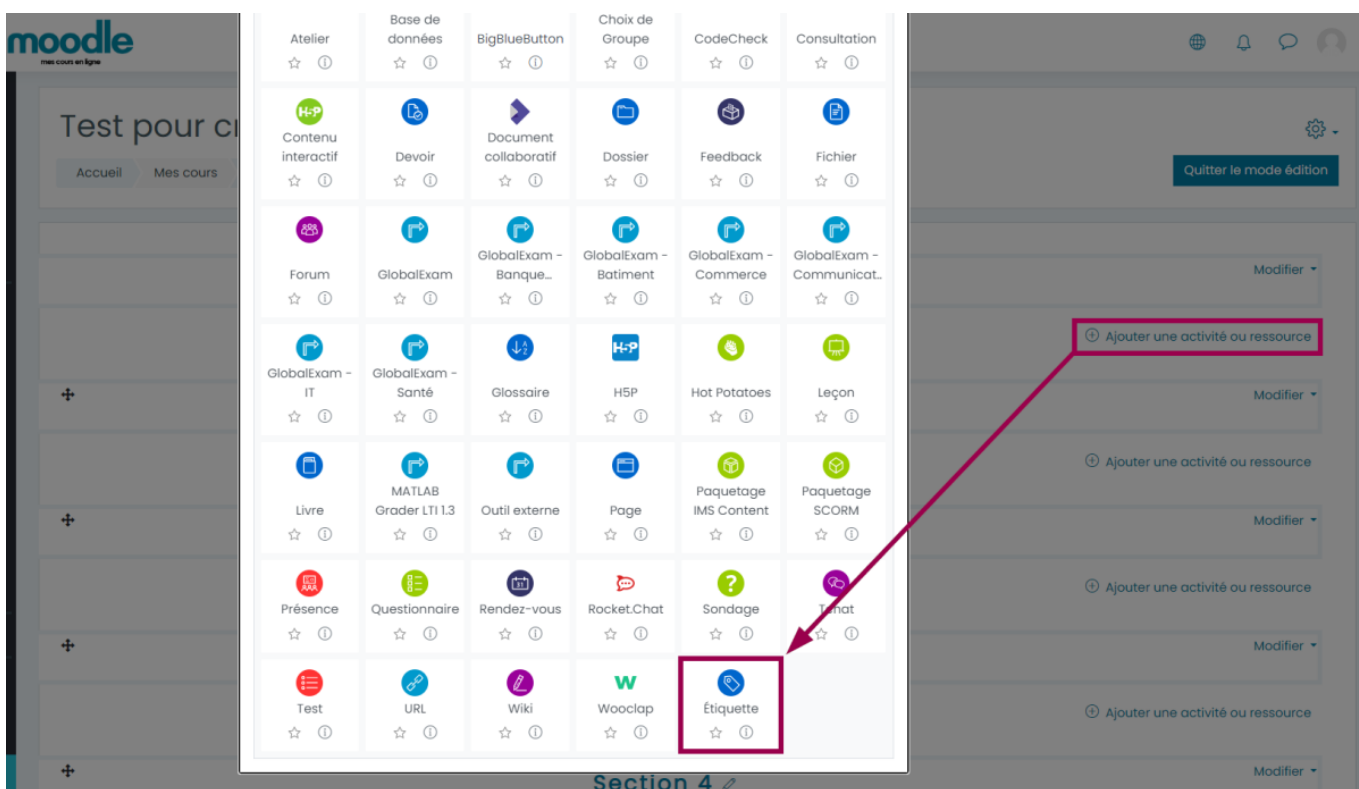 moodle
mes cours en ligne
Test pour cr
Accueil Mes cours
Quitter le mode édition
Atelier
Base de
données
BigBlueButton
Choix de
Groupe
CodeCheck
Consultation
H-P
Contenu
interactif
Devoir
Document
collaboratif
Dossier
Feedback
Fichier
Forum
GlobalExam
GlobalExam -
Banque...
GlobalExam -
Batiment
GlobalExam -
Commerce
GlobalExam -
Communicat...
GlobalExam -
IT
GlobalExam -
Santé
Glossaire
H5P
H5P
Hot Potatoes
Leçon
Livre
MATLAB
Grader LTI 1.3
Outil externe
Page
Paquetage
IMS Content
Paquetage
SCORM
Présence
Questionnaire
31
Rendez-vous
Rocket.Chat
?
Sondage
Tchat
Test
URL
Wiki
W
Wooclap
Étiquette
Modifier
Ajouter une activité ou ressource
Modifier
Ajouter une activité ou ressource
Modifier
Ajouter une activité ou ressource
Modifier
Ajouter une activité ou ressource
Section 4
Modifier